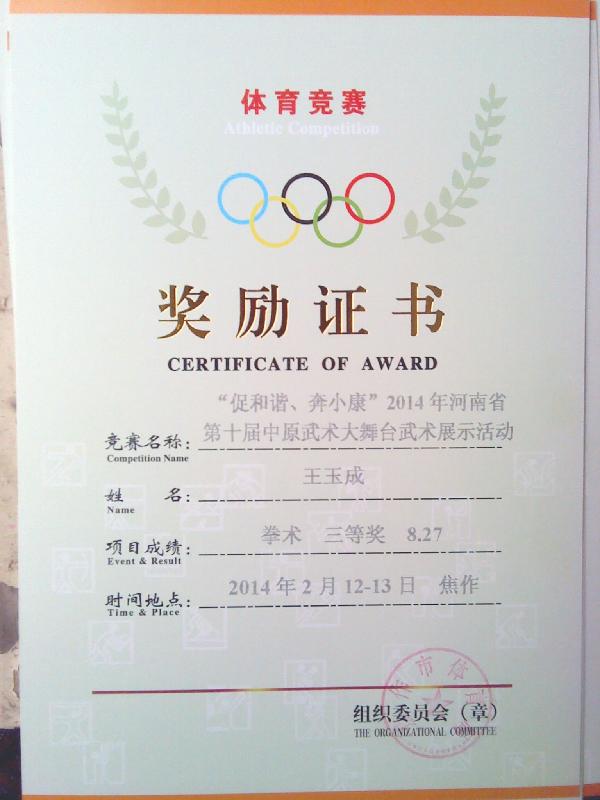 体育竞赛
Athletic Competition
奖励证书
CERTIFICATE OF AWARD
“促和谐、奔小康”2014年河南省
竞赛名称: 第十届中原武术大舞台武术展示活动
Competition Name
姓 名: 王玉成
Name
项目成绩: 拳术 三等奖 8.27
Event & Result
时间地点: 2014年2月12-13日 焦作
Time & Place
作市体育
组织委员会（章）
THE ORGANIZATIONAL COMMITTEE